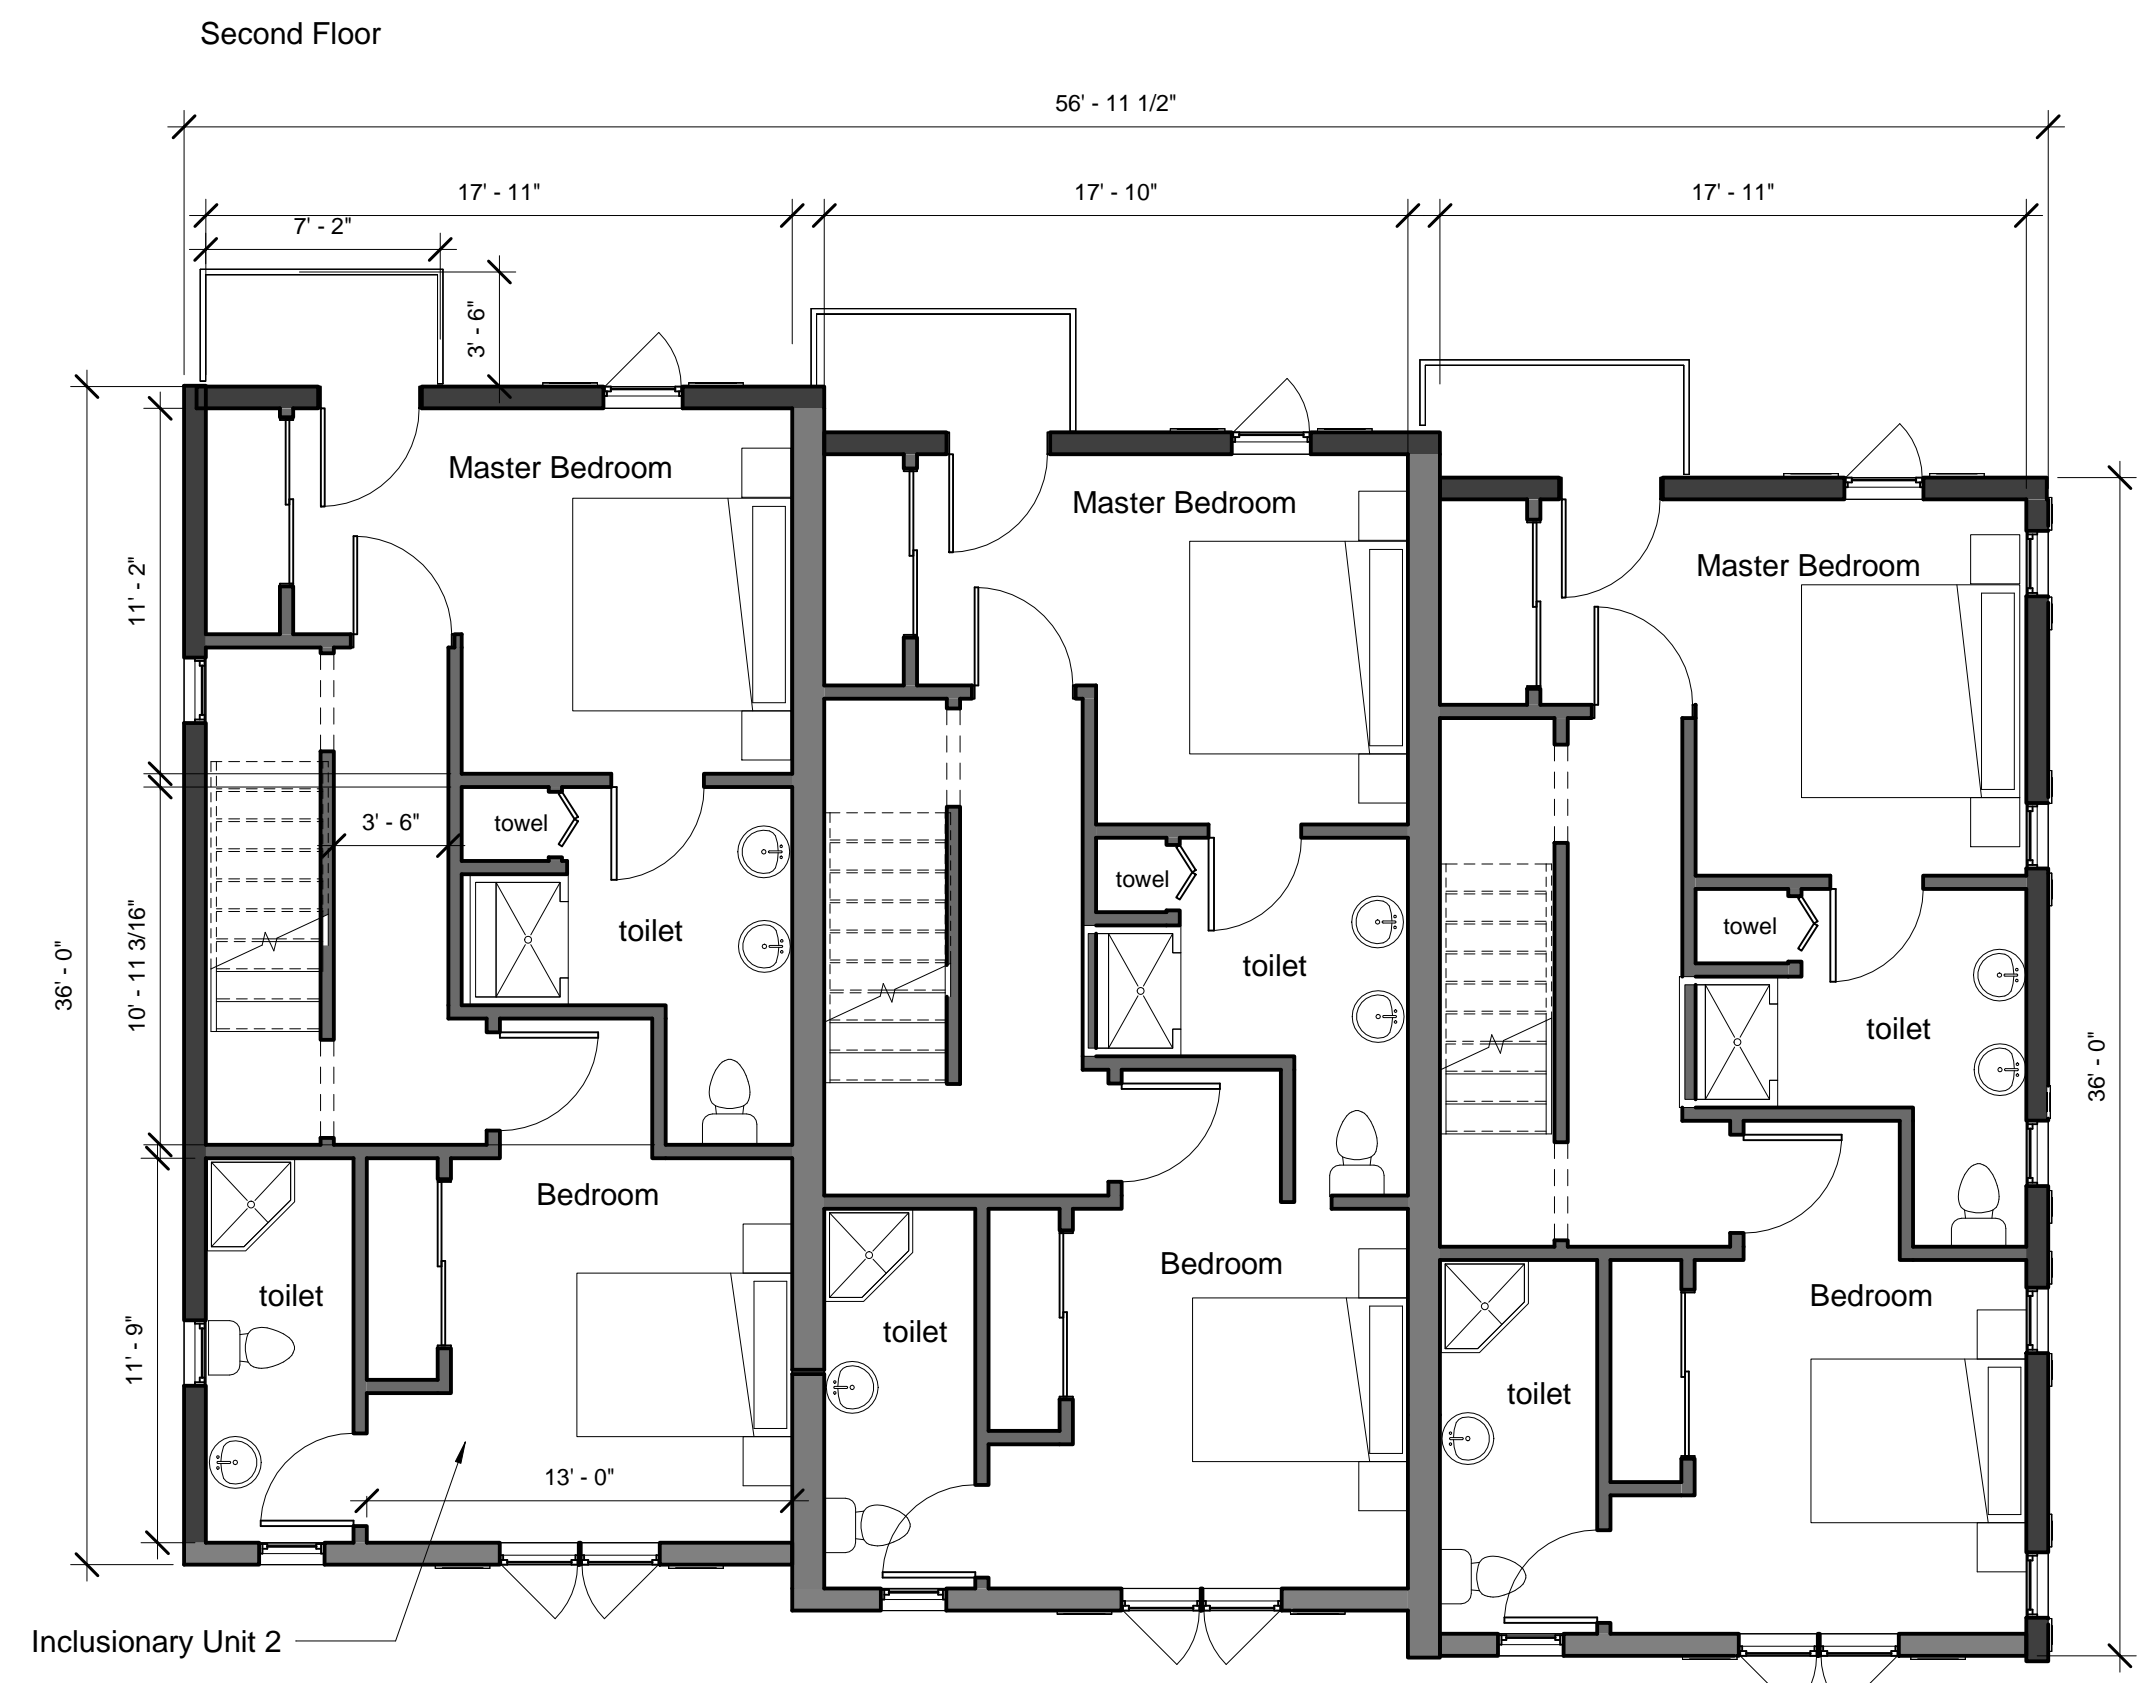 Second Floor
56' - 11 1/2"
17' - 11"
17' - 10"
17' - 11"
7' - 2"
3' - 6"
Master Bedroom
Master Bedroom
Master Bedroom
11' - 2"
3' - 6"
towel
towel
towel
toilet
toilet
toilet
10' - 11 3/16"
36' - 0"
36' - 0"
Bedroom
Bedroom
Bedroom
toilet
toilet
toilet
11' - 9"
13' - 0"
Inclusionary Unit 2